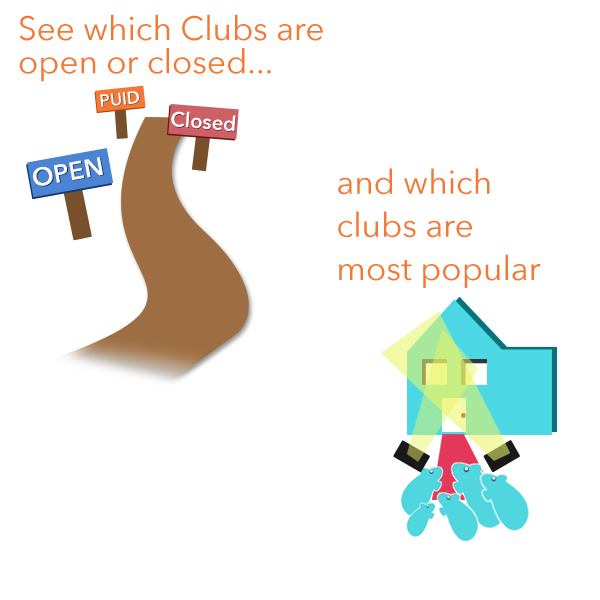 See which Clubs are
open or closed...
PUID
Closed
OPEN
and which
clubs are
most popular